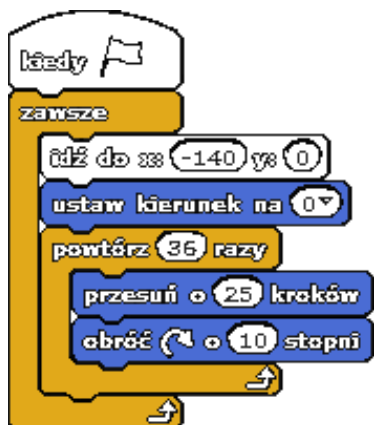 kiedy
zawsze
idź do x: -140 y: 0
ustaw kierunek na 0
powtórz 36 razy
przesuń o 25 kroków
obróć o 10 stopni